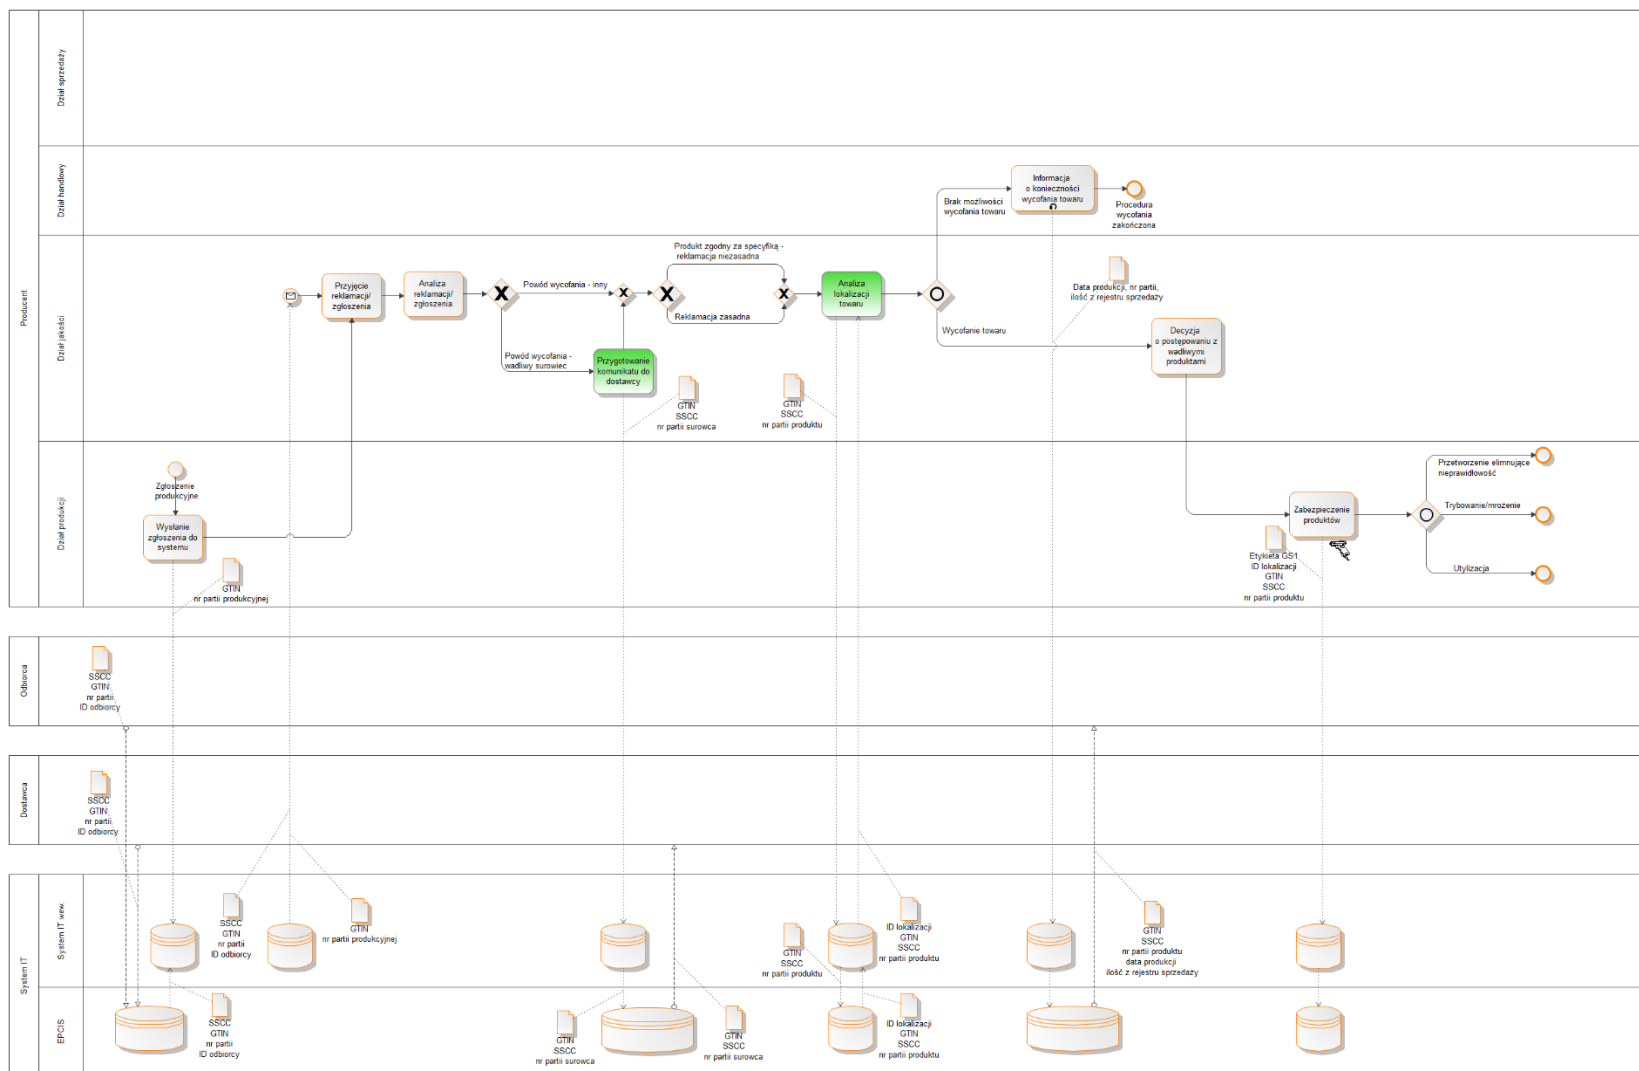 Producent
Dział sprzedaży
Dział handlowy
Informacja
o konieczności
wycofania towaru
Brak możliwości
wycofania towaru
Procedura
wycofania
zakończona
Dział jakości
Przyjęcie
reklamacji/
zgłoszenia
Analiza
reklamacji/
zgłoszenia
Powód wycofania - inny
Powód wycofania -
wadliwy surowiec
Przygotowanie
komunikatu do
dostawcy
GTIN
SSCC
nr partii surowca
Produkt zgodny za specyfiką -
reklamacja niezasadna
Reklamacja zasadna
Analiza
lokalizacji
towaru
GTIN
SSCC
nr partii produktu
Wycofanie towaru
Data produkcji, nr partii,
ilość z rejestru sprzedaży
Decyzja
o postępowaniu z
wadliwymi
produktami
Dział produkcji
Zgłoszenie
produkcyjne
Wysłanie
zgłoszenia do
systemu
GTIN
nr partii produkcyjnej
Zabezpieczenie
produktów
Etykieta GS1,
ID lokalizacji
GTIN
SSCC
nr partii produktu
Przetworzenie elimnujące
nieprawidłowość
Trybowanie/mrożenie
Utylizacja
Odbiorca
SSCC
GTIN
nr partii
ID odbiorcy
Dostawca
SSCC
GTIN
nr partii
ID odbiorcy
System IT
System IT wew.
SSCC
GTIN
nr partii
ID odbiorcy
GTIN
nr partii produkcyjnej
GTIN
SSCC
nr partii produktu
ID lokalizacji
GTIN
SSCC
nr partii produktu
GTIN
SSCC
nr partii produktu
data produkcji
ilość z rejestru sprzedaży
EPCIS
SSCC
GTIN
nr partii
ID odbiorcy
GTIN
SSCC
nr partii surowca
GTIN
SSCC
nr partii surowca
ID lokalizacji
GTIN
SSCC
nr partii produktu